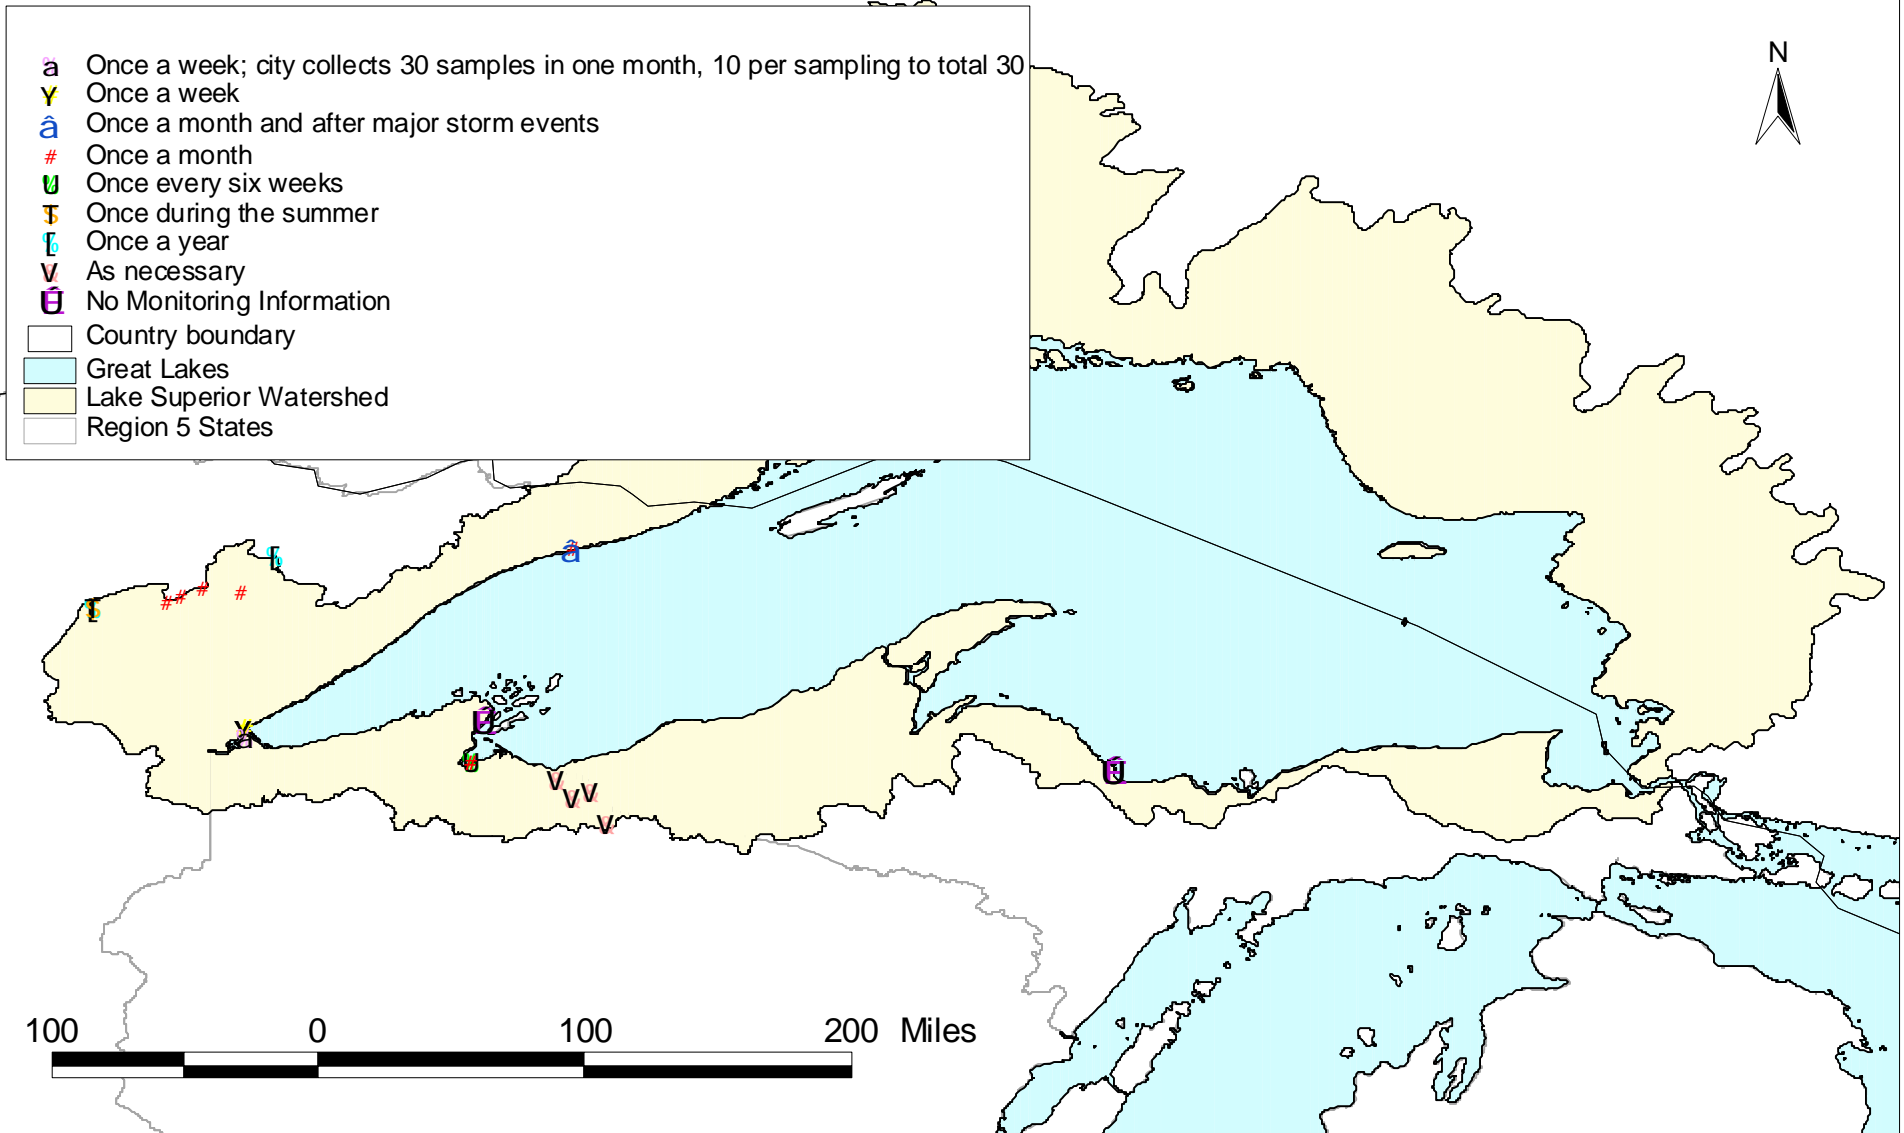 a Once a week; city collects 30 samples in one month, 10 per sampling to total 30
Y Once a week
â Once a month and after major storm events
# Once a month
U Once every six weeks
T Once during the summer
[ Once a year
V As necessary
No Monitoring Information
Country boundary
Great Lakes
Lake Superior Watershed
Region 5 States
N
â
[
# # # #
T
Y
a
U
V
V V
V
100 0 100 200 Miles